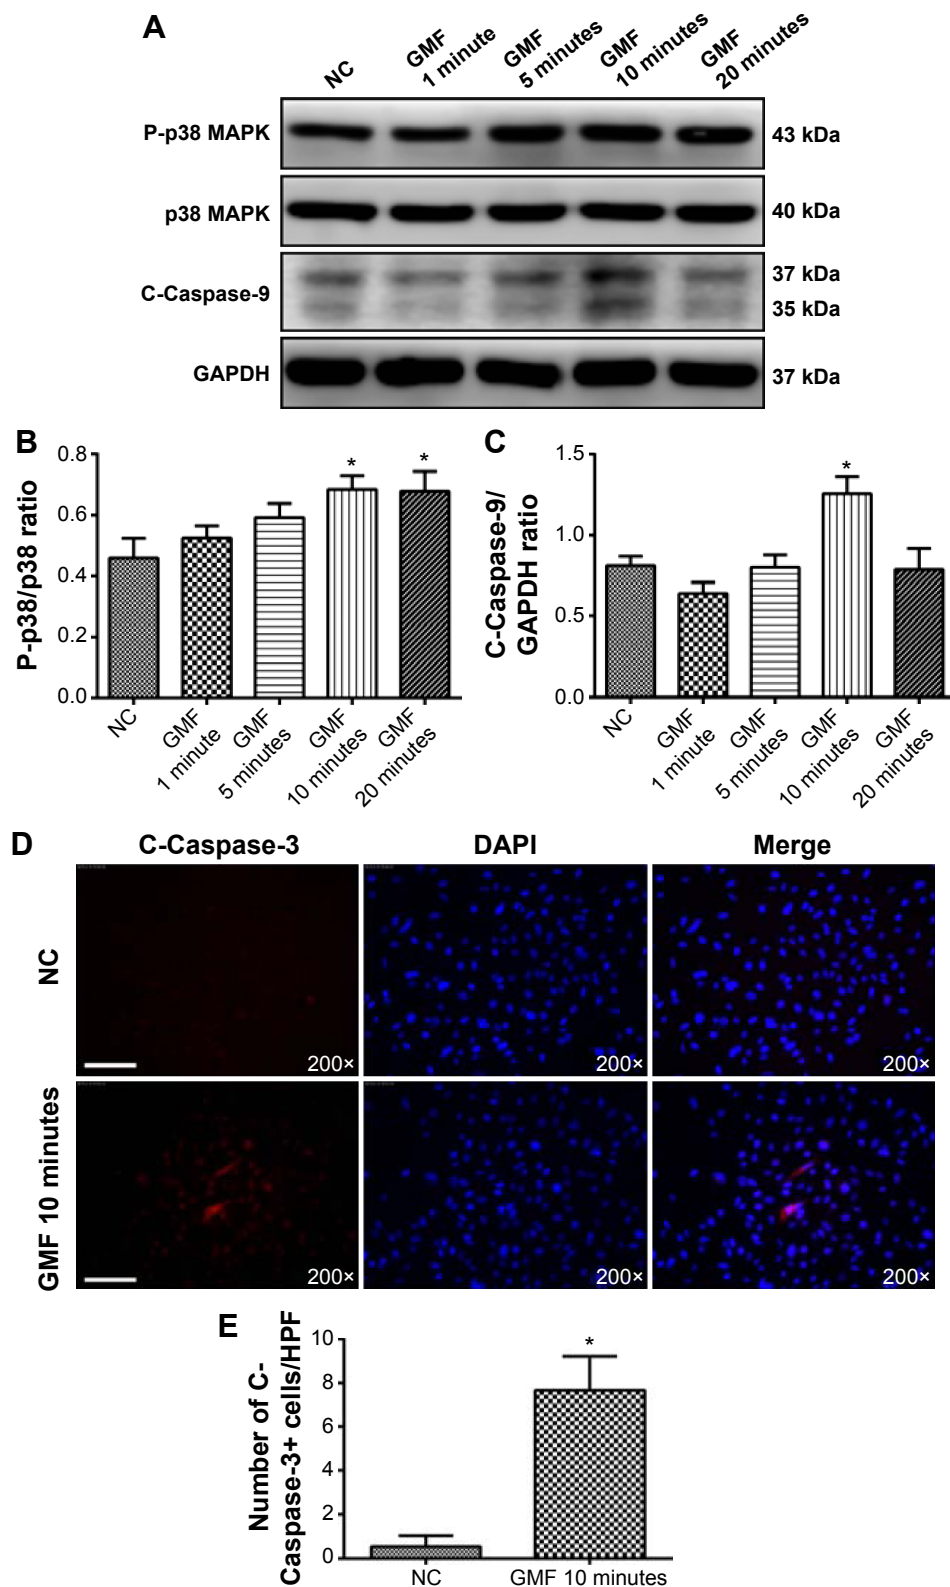 A
NC
GMF
1 minute
GMF
5 minutes
GMF
10 minutes
GMF
20 minutes
P-p38 MAPK
43 kDa
p38 MAPK
40 kDa
C-Caspase-9
37 kDa
35 kDa
GAPDH
37 kDa
B
P-p38/p38 ratio
0.8
0.6
0.4
0.2
0.0
*
*
NC
GMF
1 minute
GMF
5 minutes
GMF
10 minutes
GMF
20 minutes
C
C-Caspase-9/
GAPDH ratio
1.5
1.0
0.5
0.0
*
NC
GMF
1 minute
GMF
5 minutes
GMF
10 minutes
GMF
20 minutes
D
C-Caspase-3
DAPI
Merge
NC
200×
200×
200×
GMF 10 minutes
200×
200×
200×
E
Number of C-
Caspase-3+ cells/HPF
10
8
6
4
2
0
*
NC
GMF 10 minutes